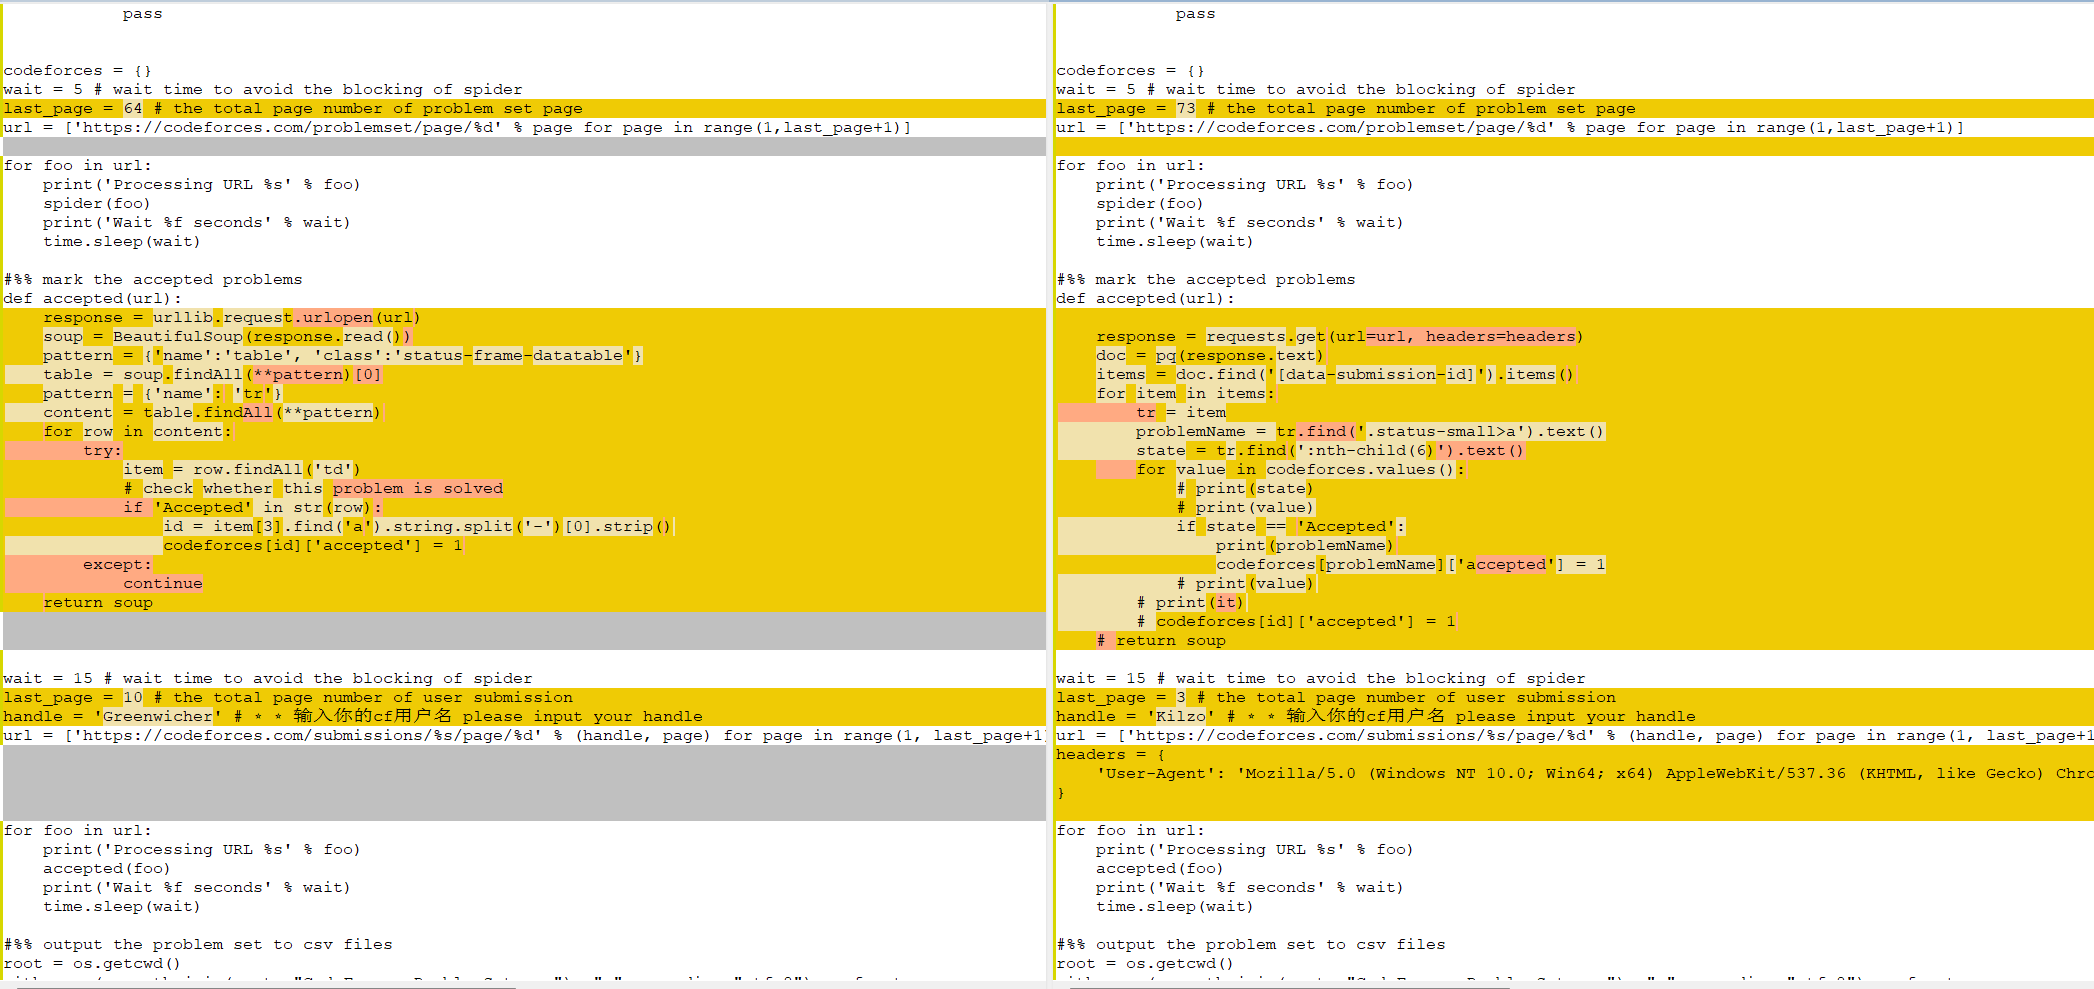 pass
codeforces = {}
wait = 5 # wait time to avoid the blocking of spider
last_page = 64 # the total page number of problem set page
url = ['https://codeforces.com/problemset/page/%d' % page for page in range(1,last_page+1)]
for foo in url:
    print('Processing URL %s' % foo)
    spider(foo)
    print('Wait %f seconds' % wait)
    time.sleep(wait)
#%% mark the accepted problems
def accepted(url):
    response = urllib.request.urlopen(url)
    soup = BeautifulSoup(response.read())
    pattern = {'name':'table', 'class':'status-frame-datatable'}
    table = soup.findAll(**pattern)[0]
    pattern = {'name': 'tr'}
    content = table.findAll(**pattern)
    for row in content:
        try:
            item = row.findAll('td')
            # check whether this problem is solved
            if 'Accepted' in str(row):
                id = item[3].find('a').string.split('-')[0].strip()
                codeforces[id]['accepted'] = 1
        except:
            continue
    return soup
wait = 15 # wait time to avoid the blocking of spider
last_page = 10 # the total page number of user submission
handle = 'Greenwicher' # * * 输入你的cf用户名 please input your handle
url = ['https://codeforces.com/submissions/%s/page/%d' % (handle, page) for page in range(1, last_page+1)
for foo in url:
    print('Processing URL %s' % foo)
    accepted(foo)
    print('Wait %f seconds' % wait)
    time.sleep(wait)
#%% output the problem set to csv files
root = os.getcwd()
pass
codeforces = {}
wait = 5 # wait time to avoid the blocking of spider
last_page = 73 # the total page number of problem set page
url = ['https://codeforces.com/problemset/page/%d' % page for page in range(1,last_page+1)]
for foo in url:
    print('Processing URL %s' % foo)
    spider(foo)
    print('Wait %f seconds' % wait)
    time.sleep(wait)
#%% mark the accepted problems
def accepted(url):
    response = requests.get(url=url, headers=headers)
    doc = pq(response.text)
    items = doc.find('[data-submission-id]').items()
    for item in items:
        tr = item
        problemName = tr.find('.status-small>a').text()
        state = tr.find(':nth-child(6)').text()
        for value in codeforces.values():
            # print(state)
            # print(value)
            if state == 'Accepted':
                print(problemName)
                codeforces[problemName]['accepted'] = 1
            # print(value)
        # print(it)
        # codeforces[id]['accepted'] = 1
    # return soup
wait = 15 # wait time to avoid the blocking of spider
last_page = 3 # the total page number of user submission
handle = 'Kilzo' # * * 输入你的cf用户名 please input your handle
url = ['https://codeforces.com/submissions/%s/page/%d' % (handle, page) for page in range(1, last_page+1
headers = {
    'User-Agent': 'Mozilla/5.0 (Windows NT 10.0; Win64; x64) AppleWebKit/537.36 (KHTML, like Gecko) Chro
}
for foo in url:
    print('Processing URL %s' % foo)
    accepted(foo)
    print('Wait %f seconds' % wait)
    time.sleep(wait)
#%% output the problem set to csv files
root = os.getcwd()